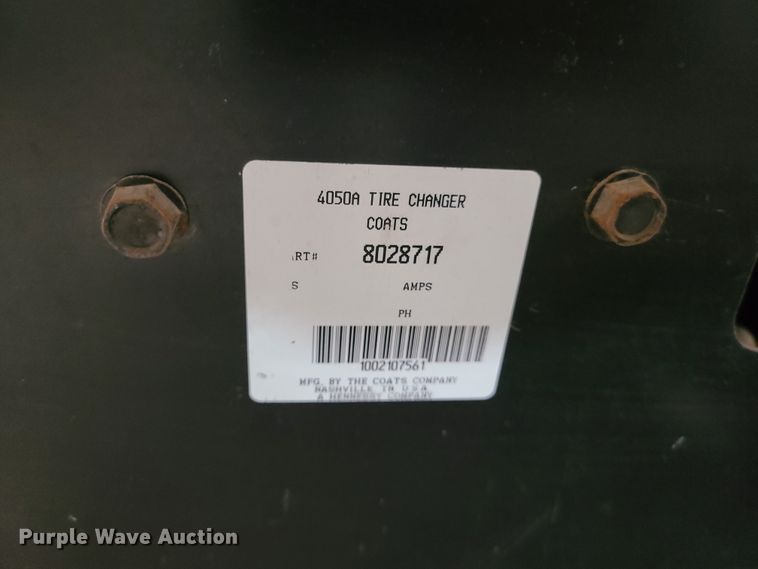 4050A TIRE CHANGER
COATS
RT# 8028717
S AMPS
PH
1002107561
MFG. BY THE COATS COMPANY
NASHVILLE TN U.S.A
A HENNESSY COMPANY
Purple Wave Auction